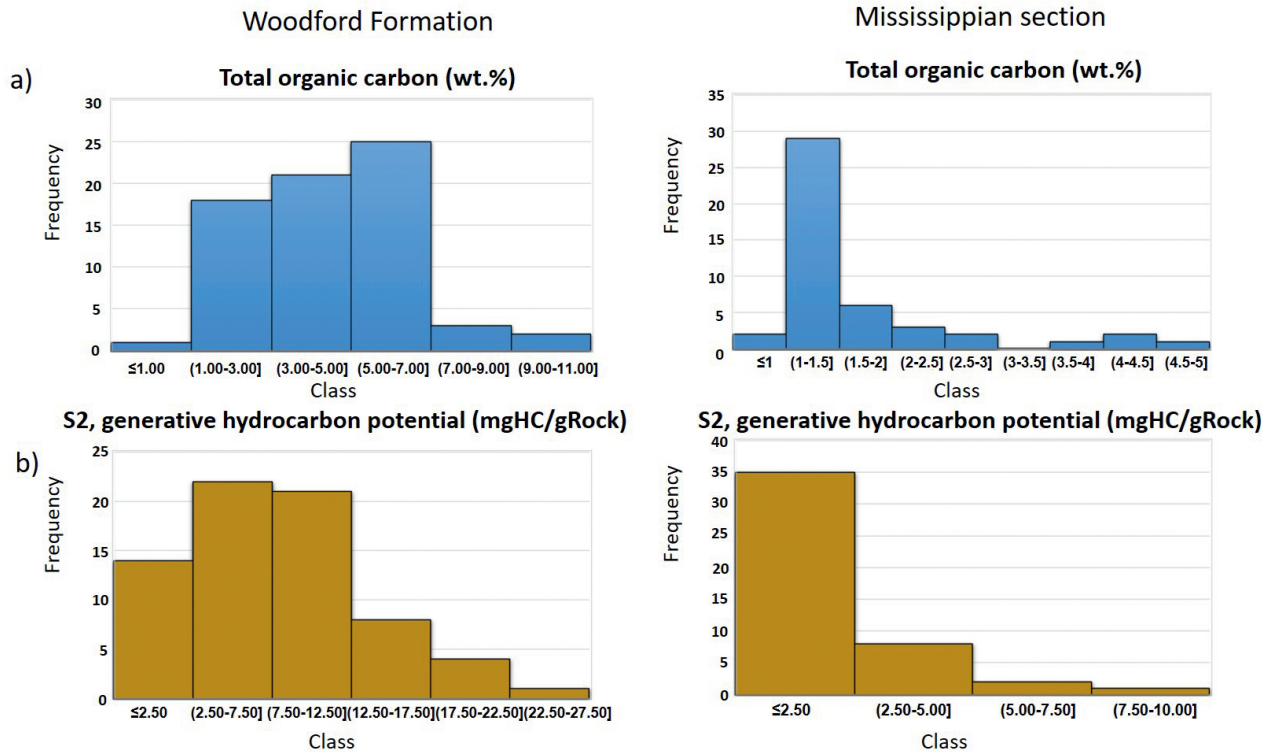 Woodford Formation
Mississippian section
a)
Total organic carbon (wt.%)
Frequency
30
25
20
15
10
5
0
≤1.00 (1.00-3.00] (3.00-5.00] (5.00-7.00] (7.00-9.00] (9.00-11.00]
Class
Total organic carbon (wt.%)
Frequency
35
30
25
20
15
10
5
0
≤1 (1-1.5] (1.5-2] (2-2.5] (2.5-3] (3-3.5] (3.5-4] (4-4.5] (4.5-5]
Class
b)
S2, generative hydrocarbon potential (mgHC/gRock)
Frequency
25
20
15
10
5
0
≤2.50 (2.50-7.50] (7.50-12.50] (12.50-17.50] (17.50-22.50] (22.50-27.50]
Class
S2, generative hydrocarbon potential (mgHC/gRock)
Frequency
40
35
30
25
20
15
10
5
0
≤2.50 (2.50-5.00] (5.00-7.50] (7.50-10.00]
Class